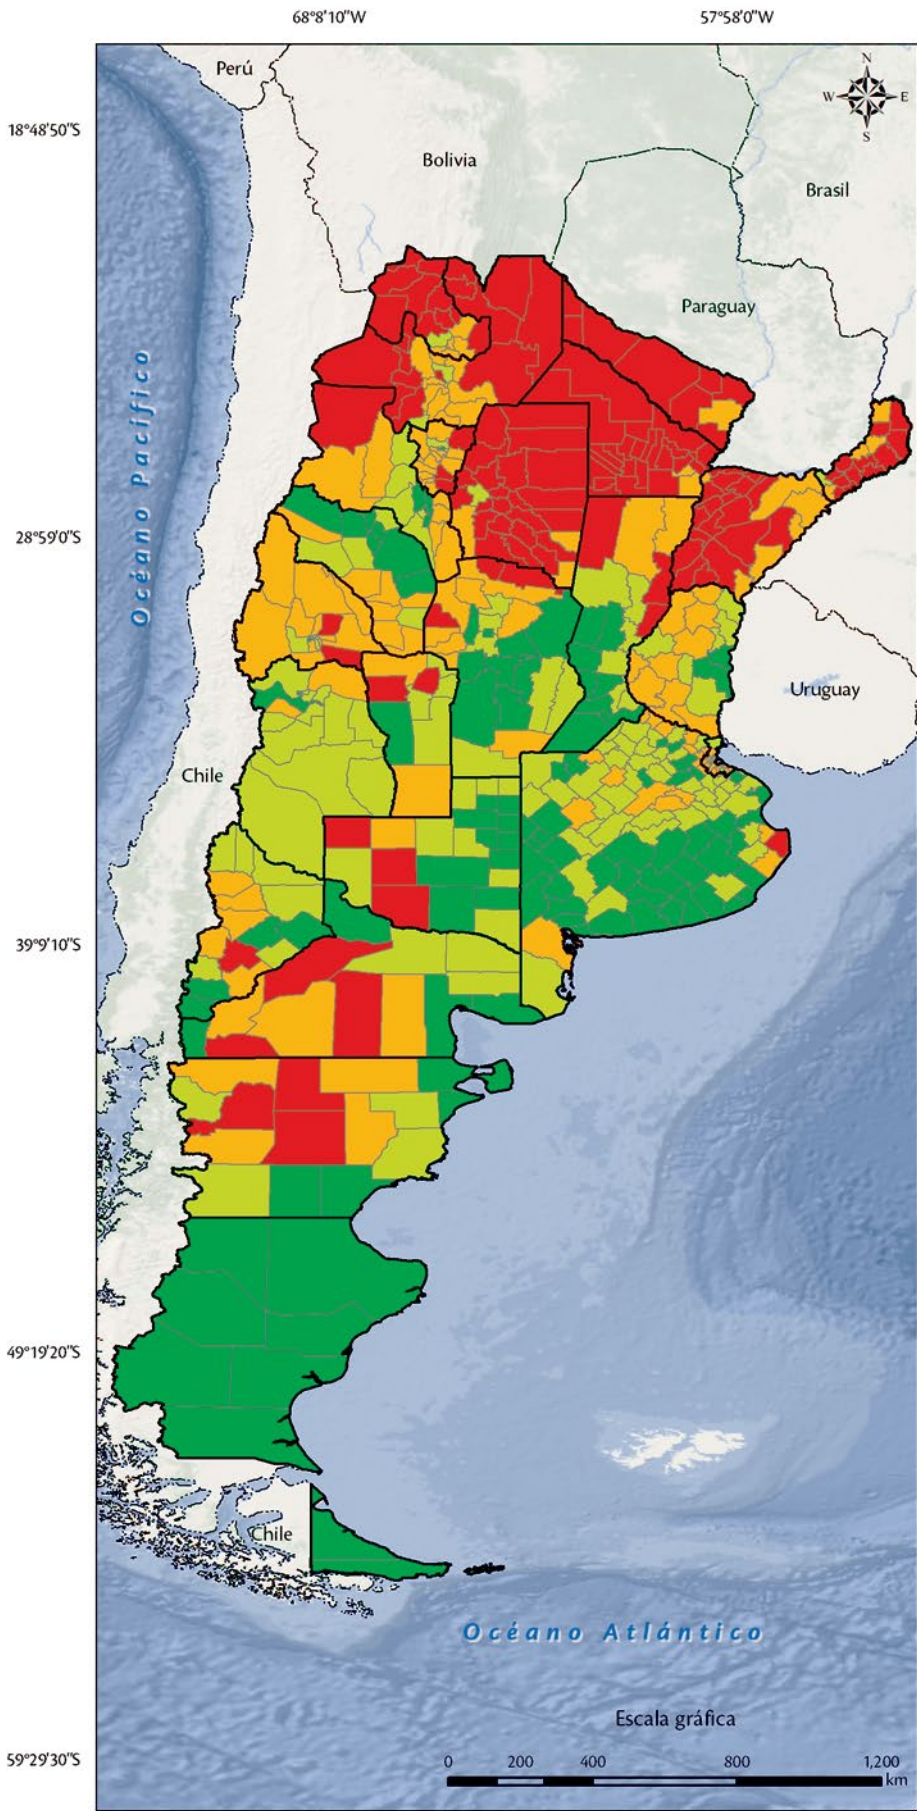 68°8'10"W
57°58'0"W
Perú
N
W
E
S
18°48'50"S
Bolivia
Brasil
Paraguay
Océano Pacífico
28°59'0"S
Uruguay
Chile
39°9'10"S
49°19'20"S
Chile
Océano Atlántico
Escala gráfica
59°29'30"S
0 200 400 800 1,200
km